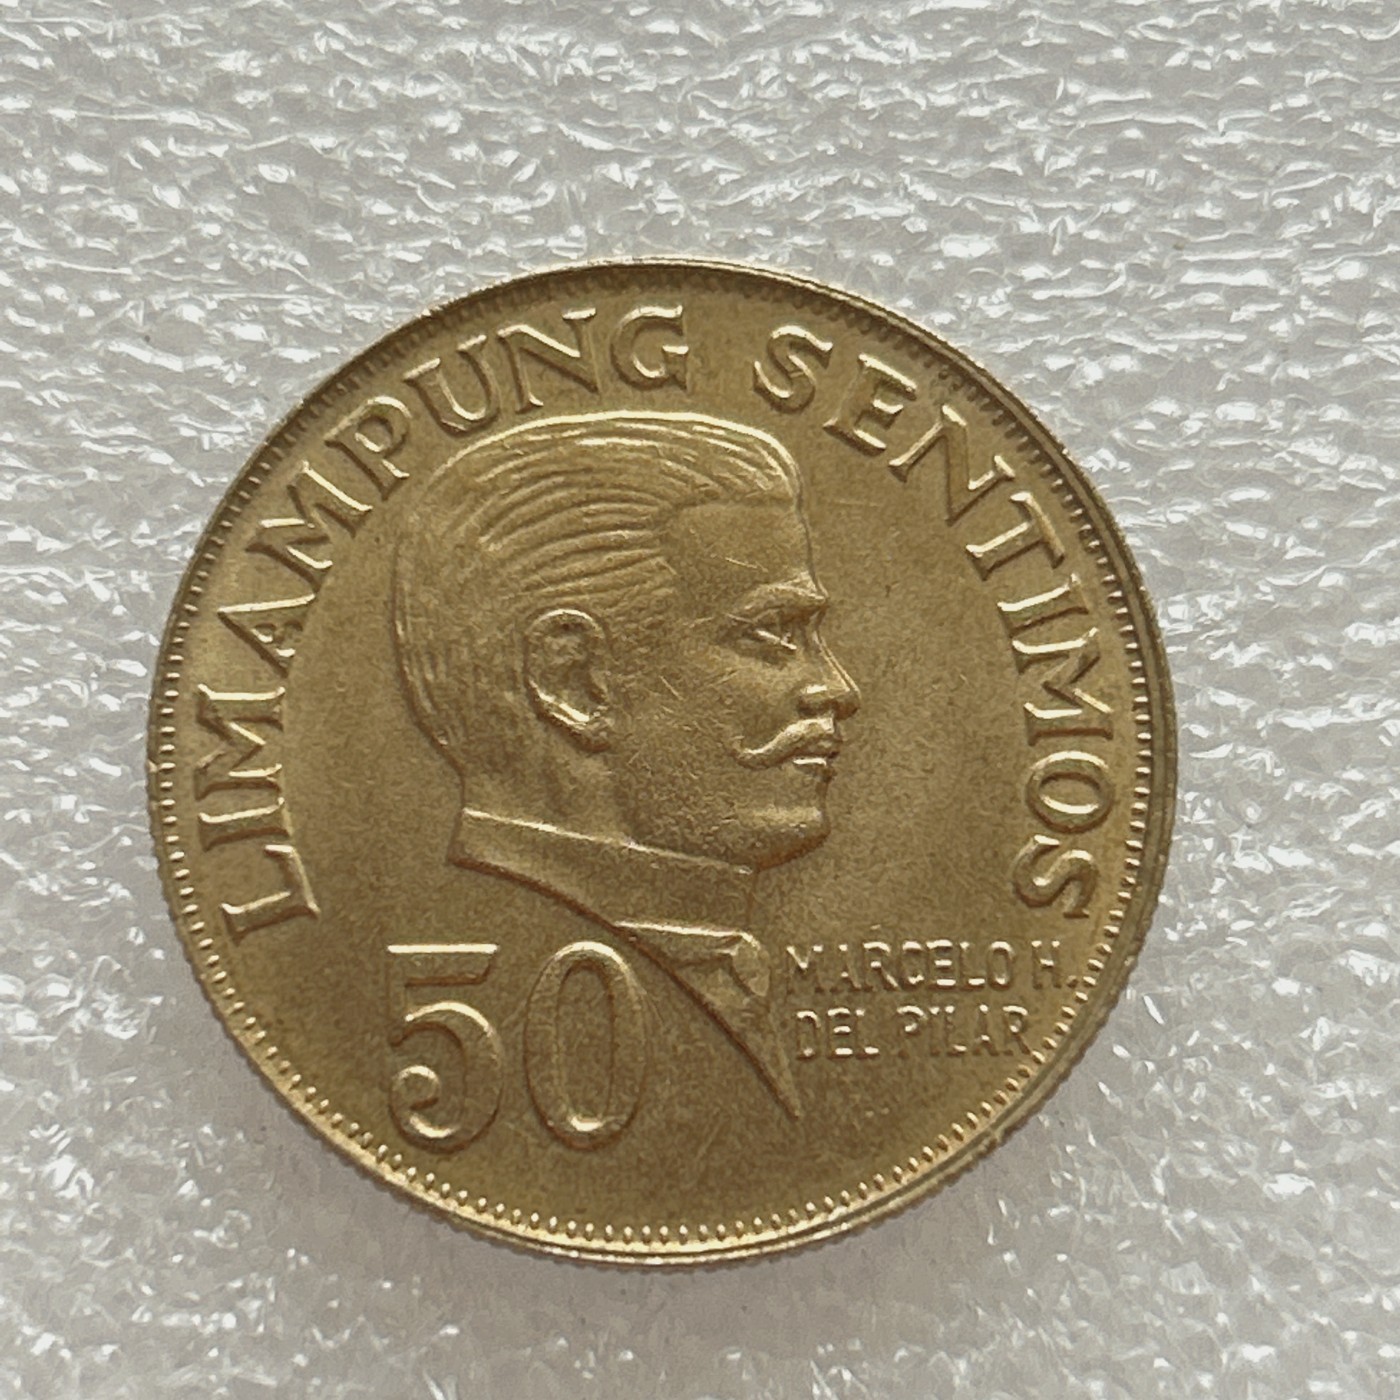 LIMAMPUNG SENTIMOS
50
MARCELO H.
DEL PILAR